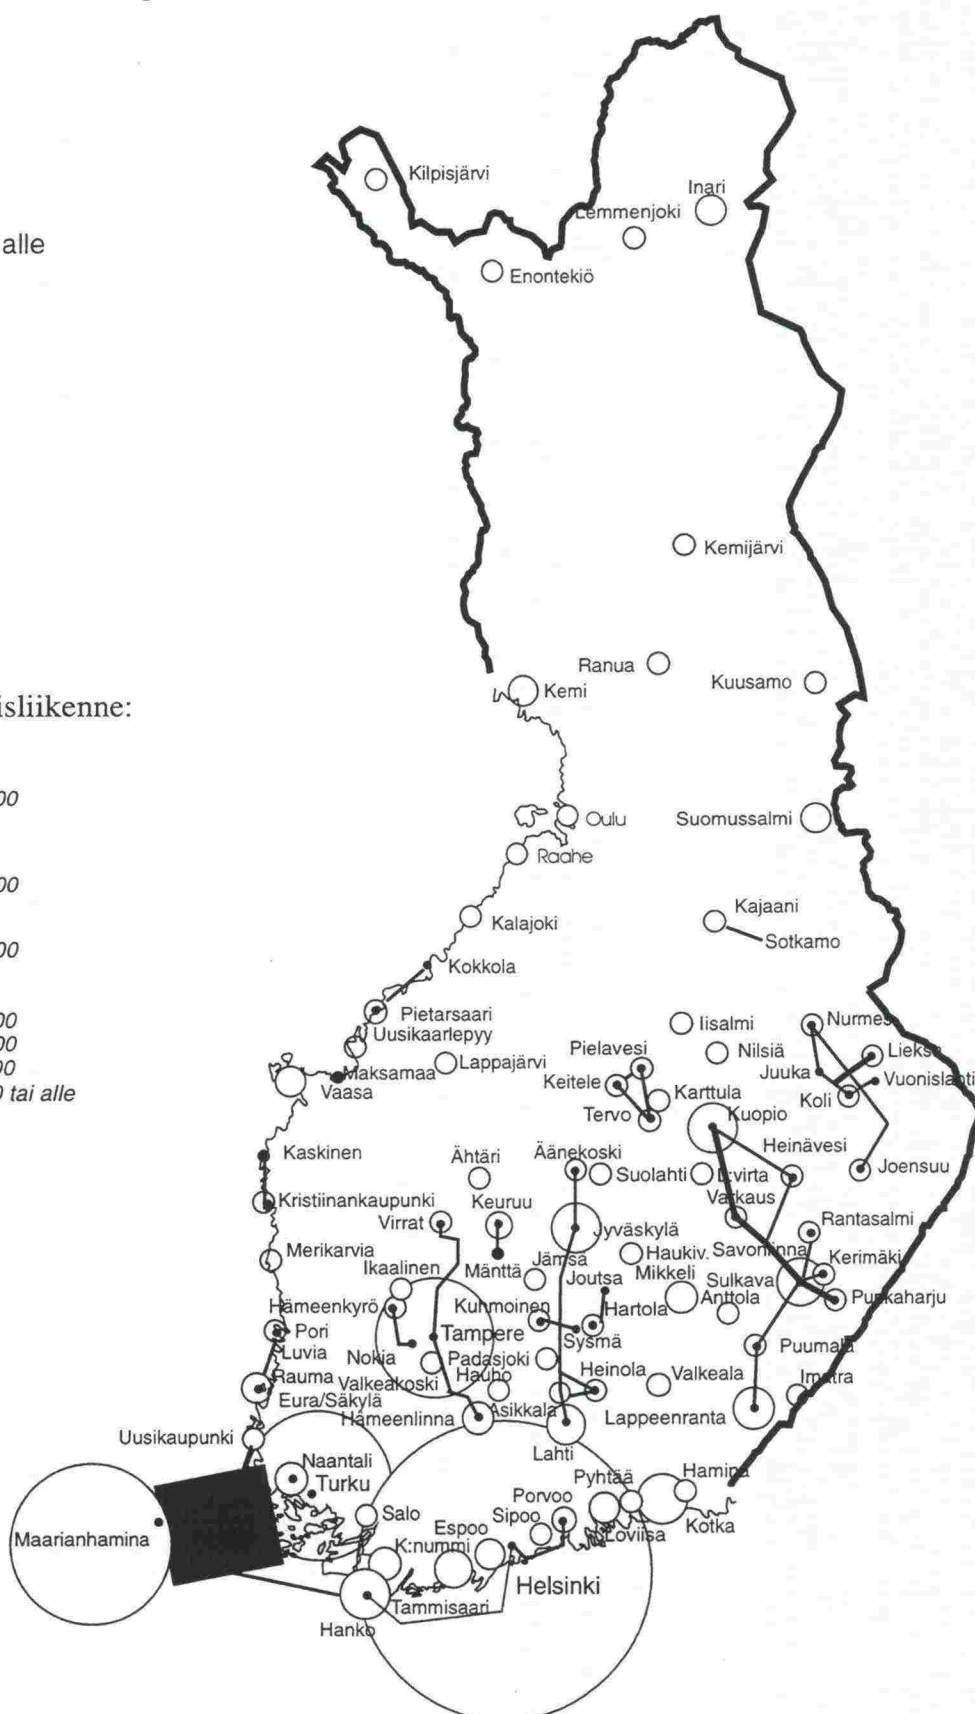 alle
Kilpisjärvi
Inari
Lemmenjoki
Enontekiö
Kemijärvi
Ranua
Kuusamo
isliikenne:
Kemi
00
Oulu
Suomussalmi
Raahe
00
Kajaani
Kalajoki
Sotkamo
00
Kokkola
Pietarsaari
Iisalmi
Nurmes
00
Uusikaarlepyy
00
Pielavesi
Nilsiä
Lieksa
Lappajärvi
00
Maksamaa
Keitele
Juuka
Vuonislahti
0 tai alle
Vaasa
Karttula
Koli
Tervo
Kuopio
Kaskinen
Ähtäri
Äänekoski
Heinävesi
Suolahti
L:virta
Joensuu
Kristiinankaupunki
Keuruu
Varkaus
Virrat
Jyväskylä
Rantasalmi
Merikarvia
Haukiv.
Savonlinna
Kerimäki
Ikaalinen
Mänttä
Jämsä
Joutsa
Mikkeli
Sulkava
Hämeenkyrö
Kuhmoinen
Hartola
Anttola
Punkaharju
Pori
Tampere
Sysmä
Luvia
Puumala
Nokia
Padasjoki
Rauma
Valkeakoski
Hauho
Heinola
Valkeala
Imatra
Eura/Säkylä
Hämeenlinna
Asikkala
Lappeenranta
Uusikaupunki
Lahti
Naantali
Turku
Pyhtää
Hamina
Salo
Porvoo
Sipoo
Maarianhamina
Espoo
Loviisa
Kotka
K:nummi
Helsinki
Tammisaari
Hanko